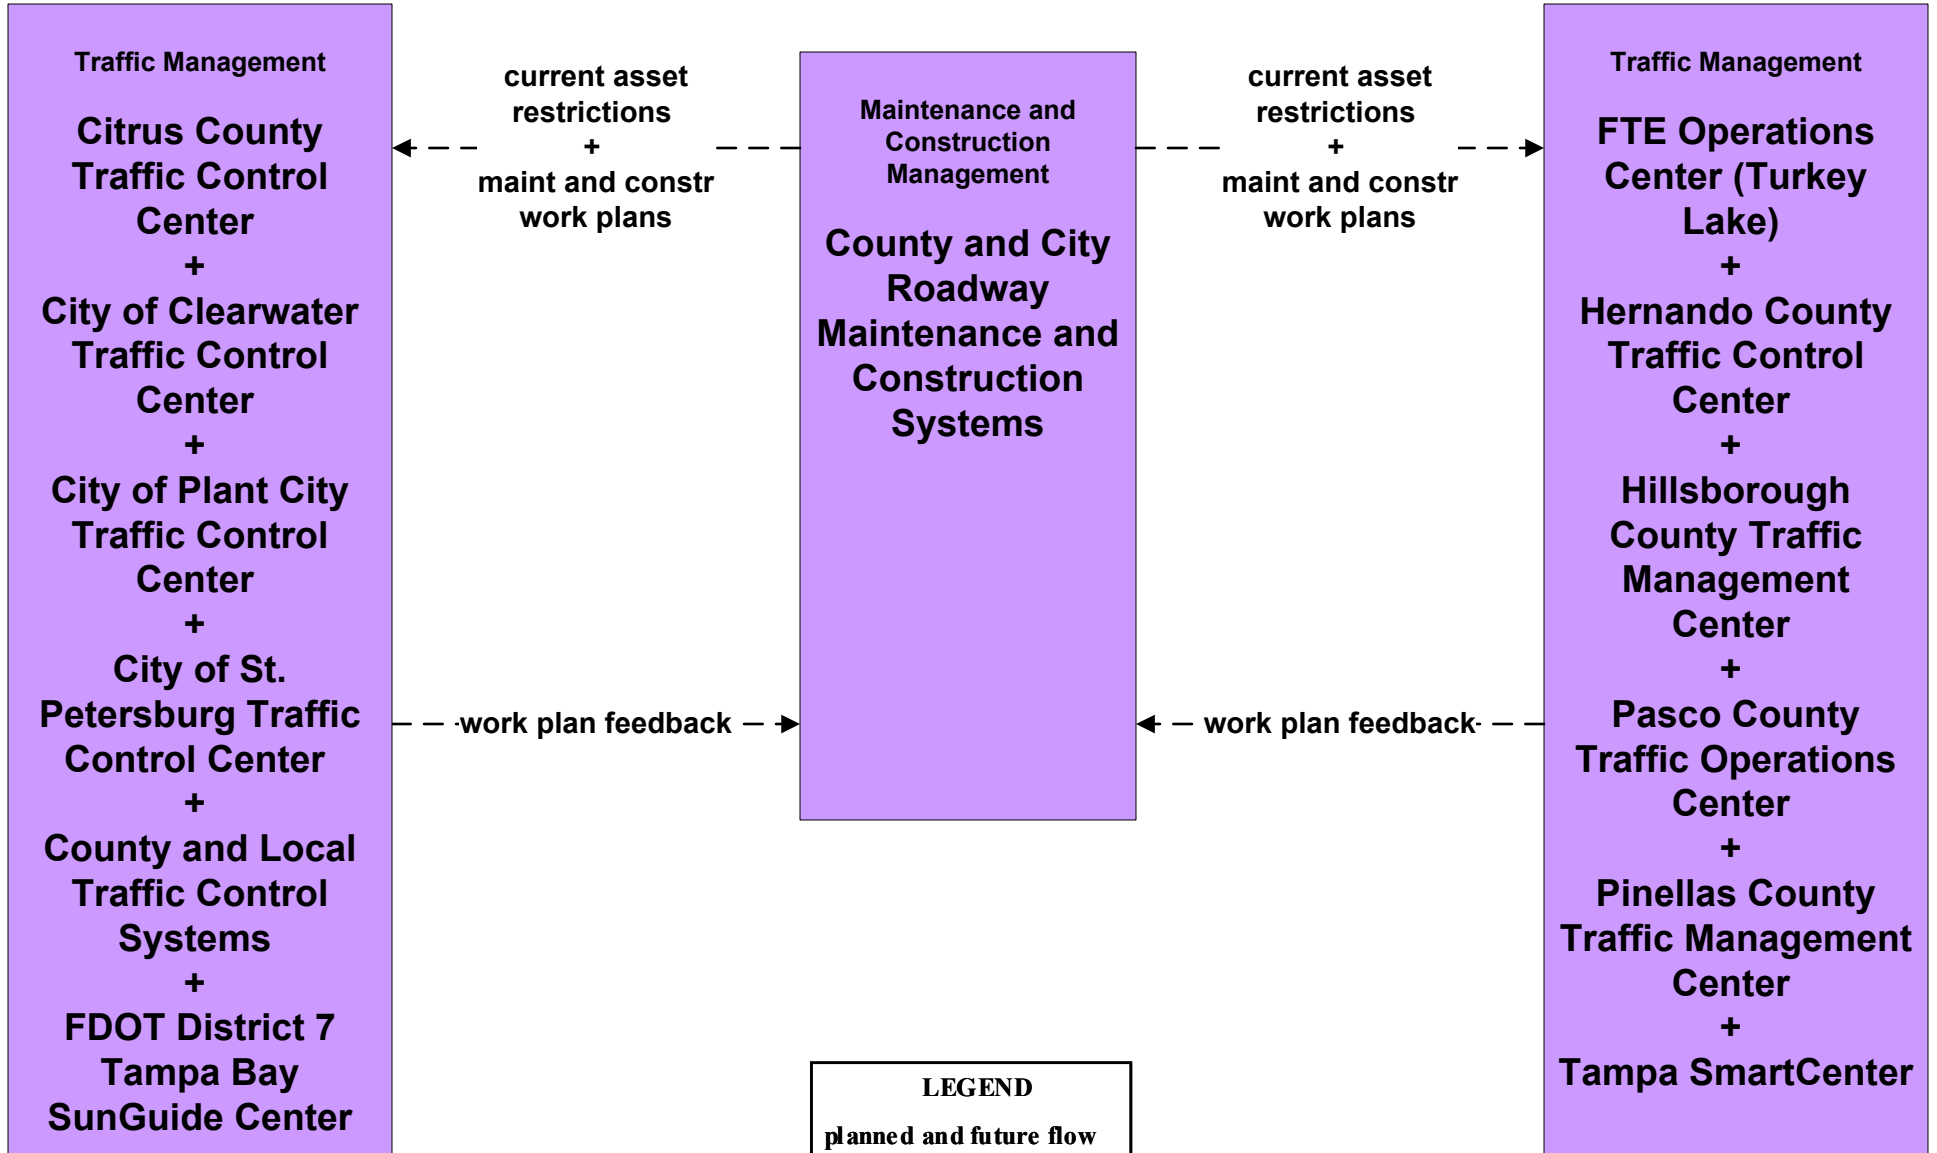 Traffic Management
Citrus County
Traffic Control
Center
+
City of Clearwater
Traffic Control
Center
+
City of Plant City
Traffic Control
Center
+
City of St.
Petersburg Traffic
Control Center
+
County and Local
Traffic Control
Systems
+
FDOT District 7
Tampa Bay
SunGuide Center
current asset
restrictions
+
maint and constr
work plans
work plan feedback
Maintenance and
Construction
Management
County and City
Roadway
Maintenance and
Construction
Systems
current asset
restrictions
+
maint and constr
work plans
work plan feedback
Traffic Management
FTE Operations
Center (Turkey
Lake)
+
Hernando County
Traffic Control
Center
+
Hillsborough
County Traffic
Management
Center
+
Pasco County
Traffic Operations
Center
+
Pinellas County
Traffic Management
Center
+
Tampa SmartCenter
LEGEND
planned and future flow